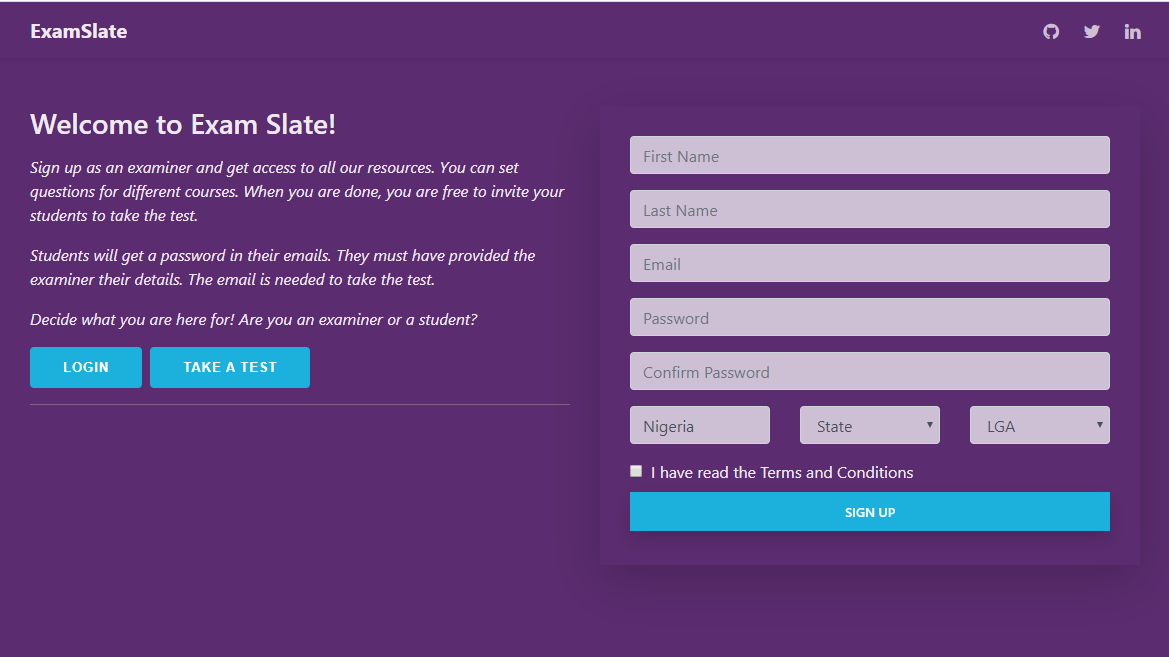 ExamSlate
Welcome to Exam Slate!
Sign up as an examiner and get access to all our resources. You can set
questions for different courses. When you are done, you are free to invite your
students to take the test.
Students will get a password in their emails. They must have provided the
examiner their details. The email is needed to take the test.
Decide what you are here for! Are you an examiner or a student?
LOGIN
TAKE A TEST
First Name
Last Name
Email
Password
Confirm Password
Nigeria
State
LGA
I have read the Terms and Conditions
SIGN UP